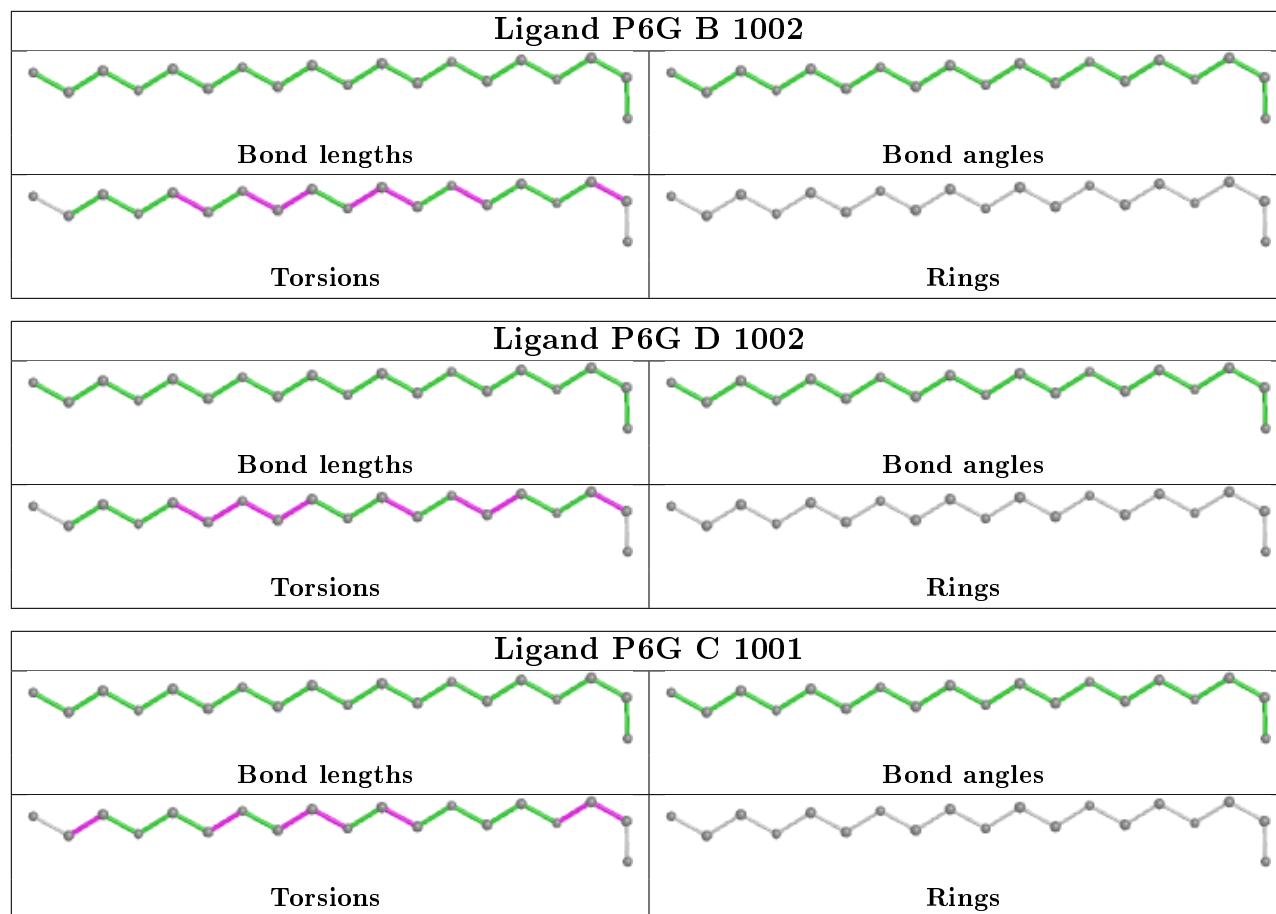 Ligand P6G B 1002
Bond lengths
Bond angles
Torsions
Rings
Ligand P6G D 1002
Bond lengths
Bond angles
Torsions
Rings
Ligand P6G C 1001
Bond lengths
Bond angles
Torsions
Rings